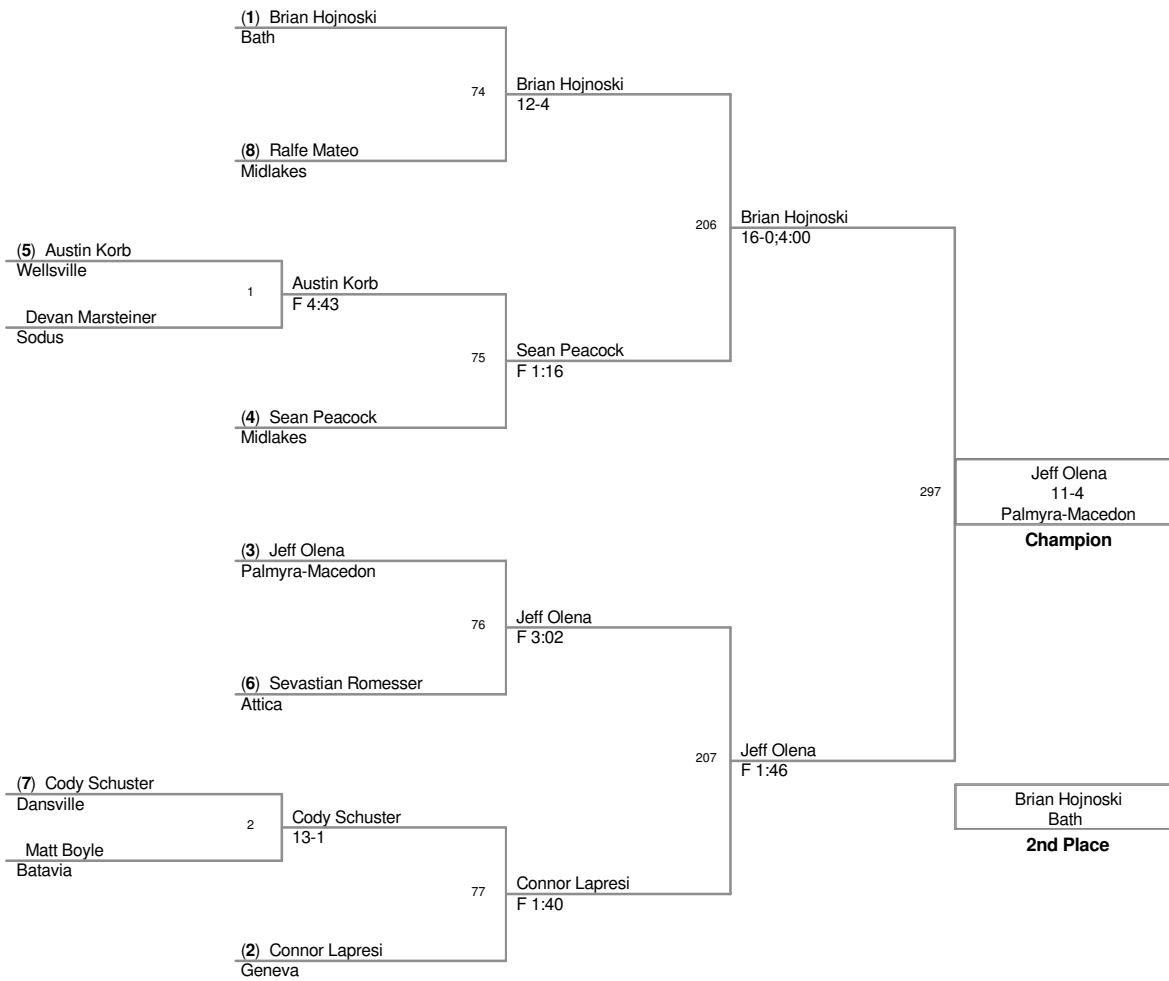 (1) Brian Hojnoski
Bath
74
Brian Hojnoski
12-4
(8) Ralfe Mateo
Midlakes
206
Brian Hojnoski
16-0;4:00
(5) Austin Korb
Wellsville
1
Austin Korb
F 4:43
Devan Marsteiner
Sodus
75
Sean Peacock
F 1:16
(4) Sean Peacock
Midlakes
297
Jeff Olena
11-4
Palmyra-Macedon
Champion
(3) Jeff Olena
Palmyra-Macedon
76
Jeff Olena
F 3:02
(6) Sevastian Romesser
Attica
207
Jeff Olena
F 1:46
(7) Cody Schuster
Dansville
2
Cody Schuster
13-1
Matt Boyle
Batavia
77
Connor Lapresi
F 1:40
(2) Connor Lapresi
Geneva
Brian Hojnoski
Bath
2nd Place